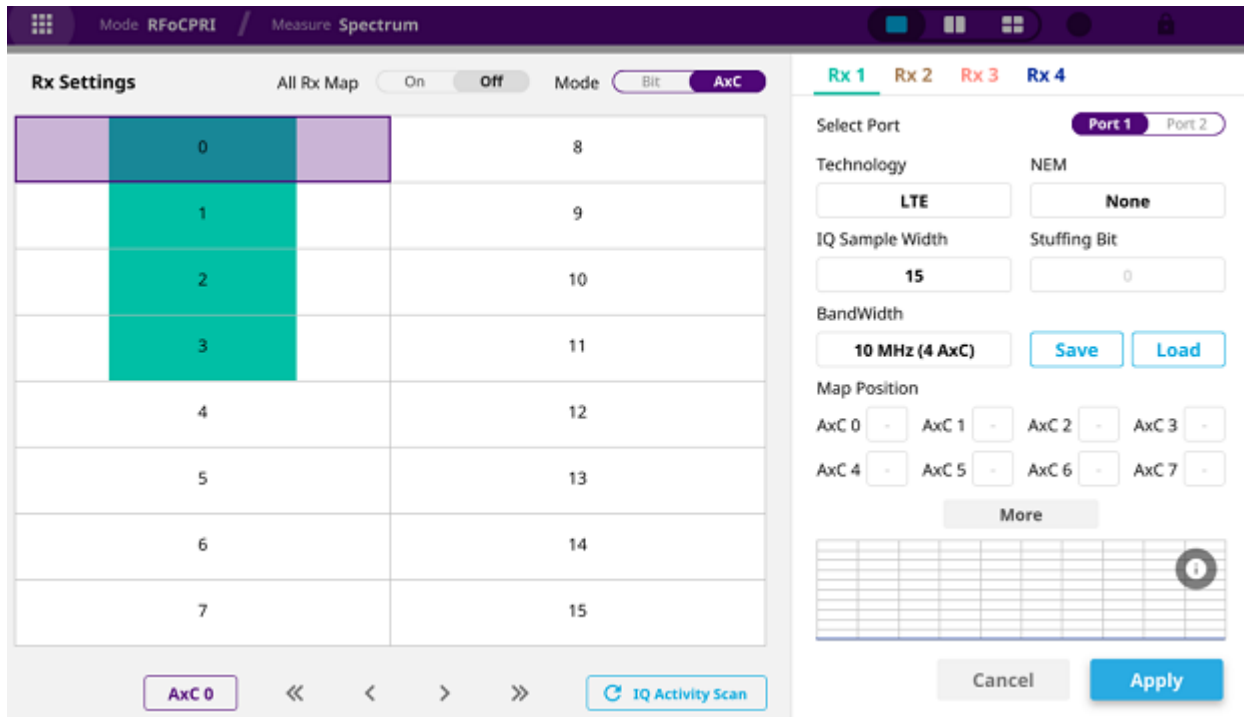 Mode RFoCPRI / Measure Spectrum
Rx Settings
All Rx Map On Off
Mode Bit AxC
0 8
1 9
2 10
3 11
4 12
5 13
6 14
7 15
AxC 0 « < > » IQ Activity Scan
Rx 1 Rx 2 Rx 3 Rx 4
Select Port Port 1 Port 2
Technology NEM
LTE None
IQ Sample Width Stuffing Bit
15 0
BandWidth
10 MHz (4 AxC) Save Load
Map Position
AxC 0 - AxC 1 - AxC 2 - AxC 3 -
AxC 4 - AxC 5 - AxC 6 - AxC 7 -
More
Cancel Apply